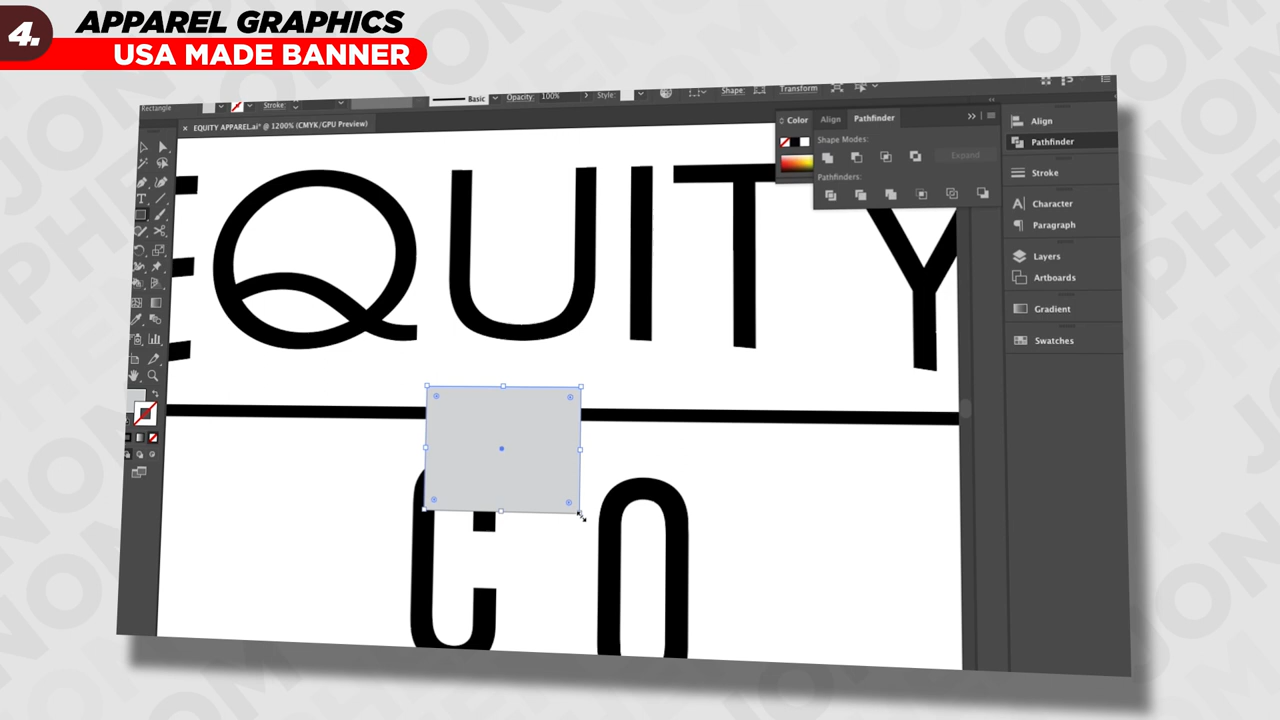 4.
APPAREL GRAPHICS
USA MADE BANNER
Rectangle
Stroke:
Basic
Opacity: 100%
Style:
Shape:
Transform
× EQUITY APPAREL.ai* @ 1200% (CMYK/GPU Preview)
Color
Align
Pathfinder
Shape Modes:
Expand
Pathfinders:
Align
Pathfinder
Stroke
Character
Paragraph
Layers
Artboards
Gradient
Swatches
EQUITY
CO